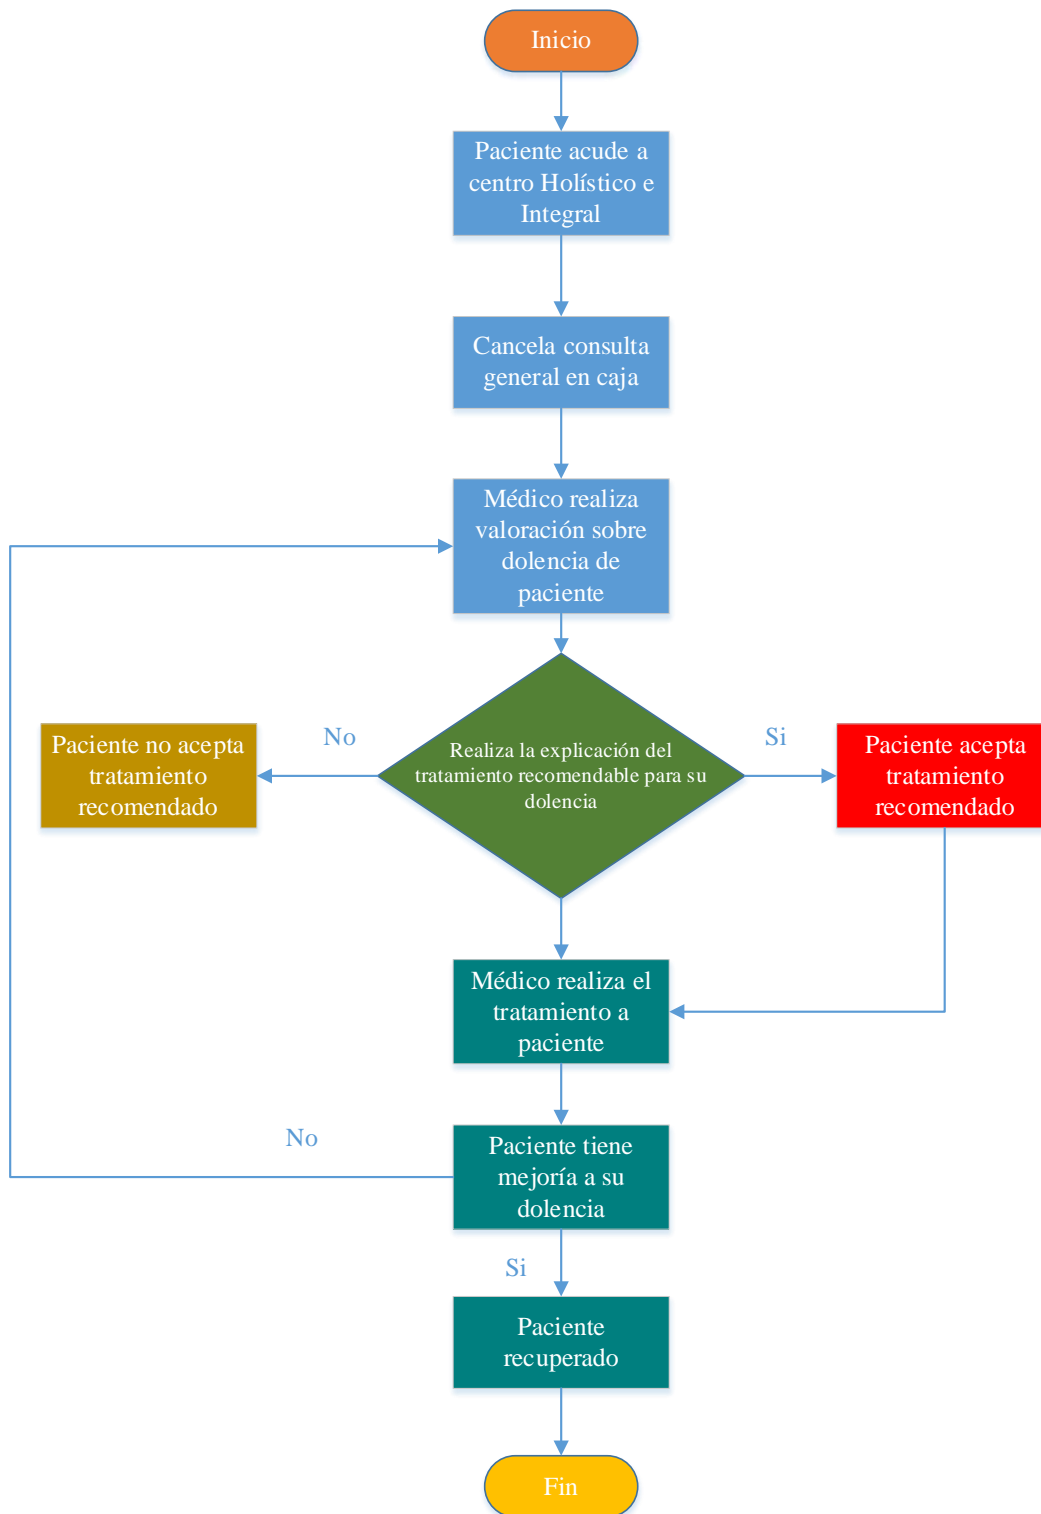 Inicio
Paciente acude a
centro Holístico e
Integral
Cancela consulta
general en caja
Médico realiza
valoración sobre
dolencia de
paciente
No
Si
Paciente no acepta
tratamiento
recomendado
Realiza la explicación del
tratamiento recomendable para su
dolencia
Paciente acepta
tratamiento
recomendado
Médico realiza el
tratamiento a
paciente
No
Paciente tiene
mejoría a su
dolencia
Si
Paciente
recuperado
Fin